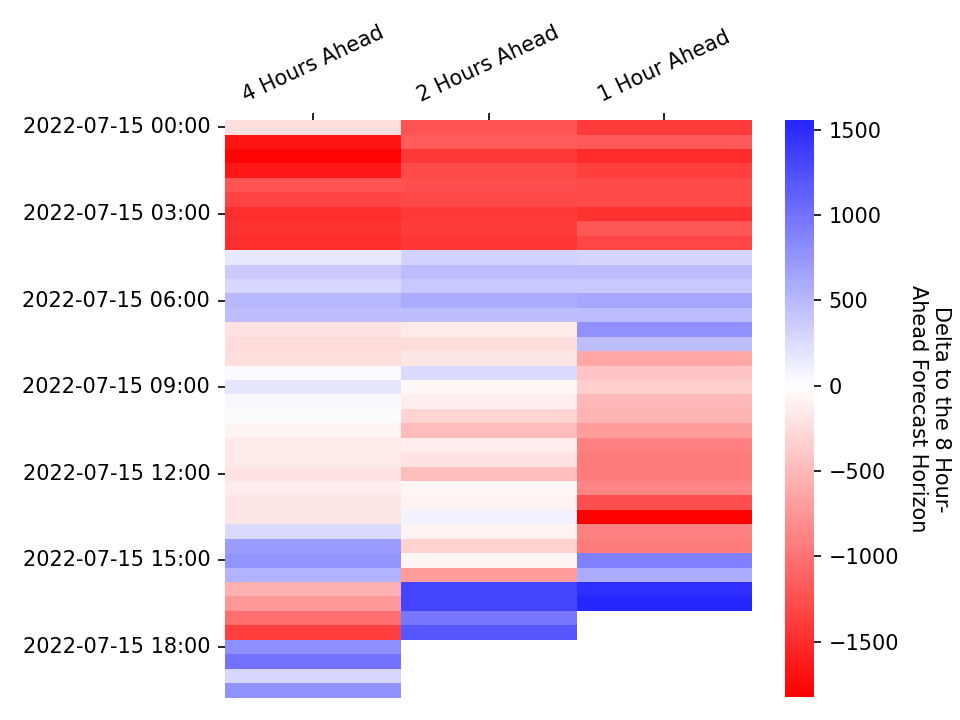 4 Hours Ahead
2 Hours Ahead
1 Hour Ahead
2022-07-15 00:00
2022-07-15 03:00
2022-07-15 06:00
2022-07-15 09:00
2022-07-15 12:00
2022-07-15 15:00
2022-07-15 18:00
1500
1000
500
0
−500
−1000
−1500
Delta to the 8 Hour-
Ahead Forecast Horizon